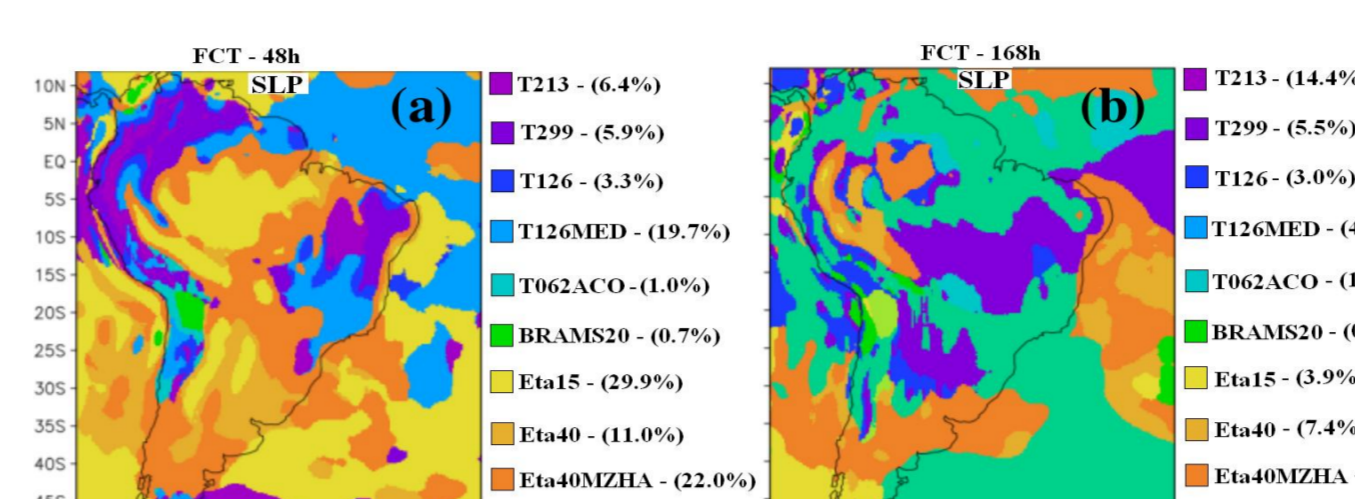 FCT - 48h
SLP
(a)
10N
5N
EQ
5S
10S
15S
20S
25S
30S
35S
40S
T213 - (6.4%)
T299 - (5.9%)
T126 - (3.3%)
T126MED - (19.7%)
T062ACO - (1.0%)
BRAMS20 - (0.7%)
Eta15 - (29.9%)
Eta40 - (11.0%)
Eta40MZHA - (22.0%)
FCT - 168h
SLP
(b)
T213 - (14.4%
T299 - (5.5%)
T126 - (3.0%)
T126MED - (
T062ACO - (1
BRAMS20 - (
Eta15 - (3.9%
Eta40 - (7.4%
Eta40MZHA